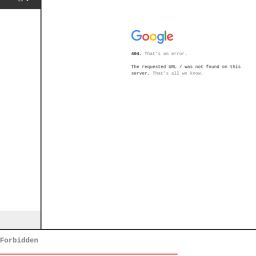 Google
404. That's an error.
The requested URL / was not found on this
server. That's all we know.
Forbidden